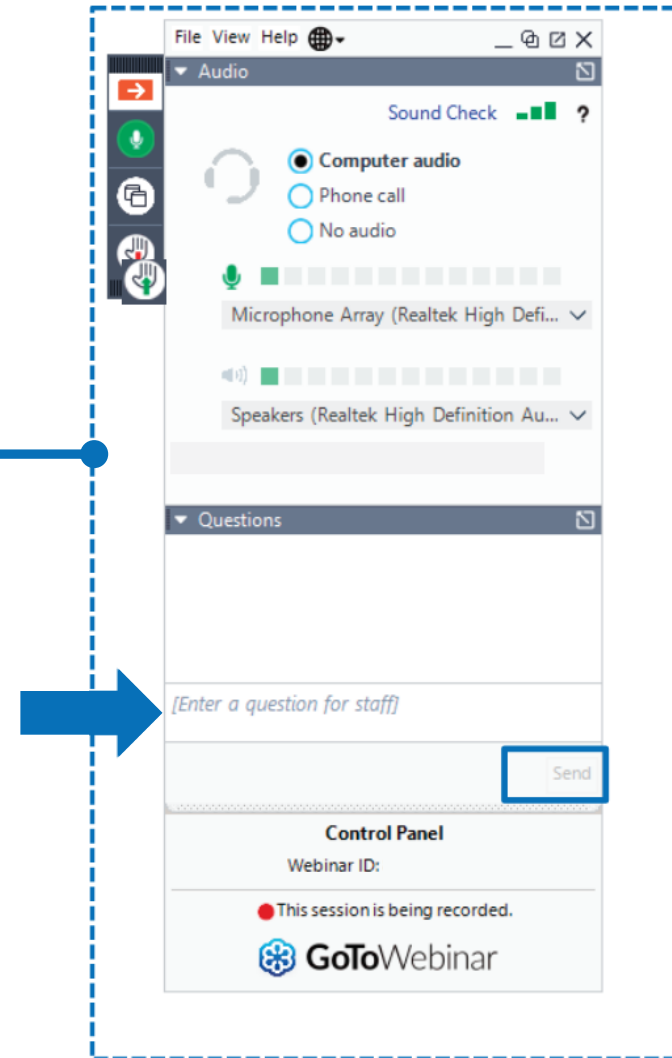 File View Help
Audio
Sound Check ?
Computer audio
Phone call
No audio
Microphone Array (Realtek High Defi...
Speakers (Realtek High Definition Au...
Questions
[Enter a question for staff]
Send
Control Panel
Webinar ID:
This session is being recorded.
GoToWebinar